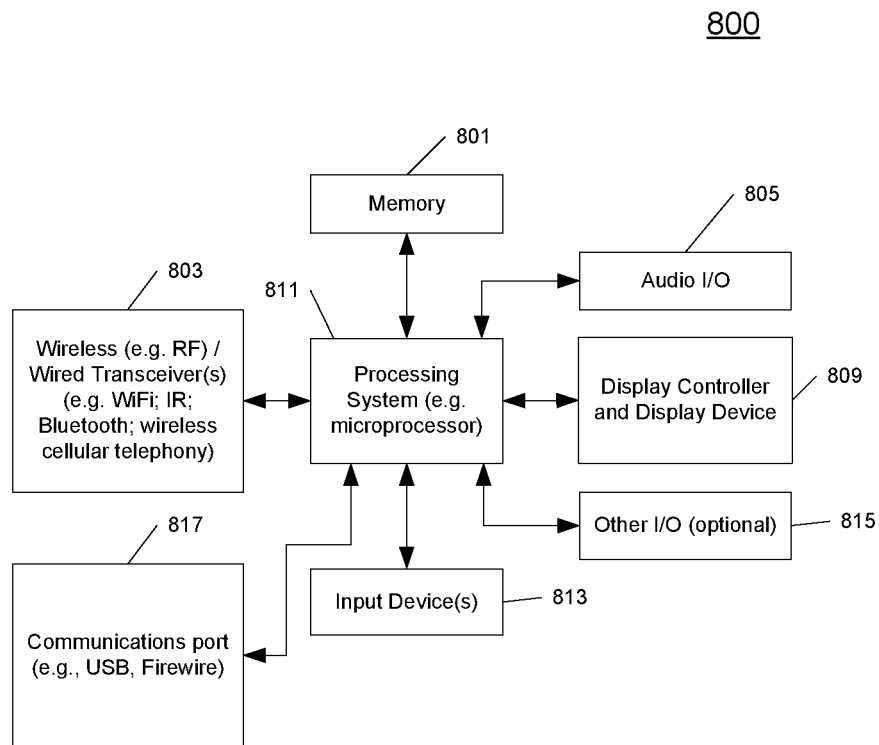 800
801
Memory
805
Audio I/O
803
Wireless (e.g. RF) /
Wired Transceiver(s)
(e.g. WiFi; IR;
Bluetooth; wireless
cellular telephony)
811
Processing
System (e.g.
microprocessor)
Display Controller
and Display Device
809
817
Communications port
(e.g., USB, Firewire)
Input Device(s)
813
Other I/O (optional)
815